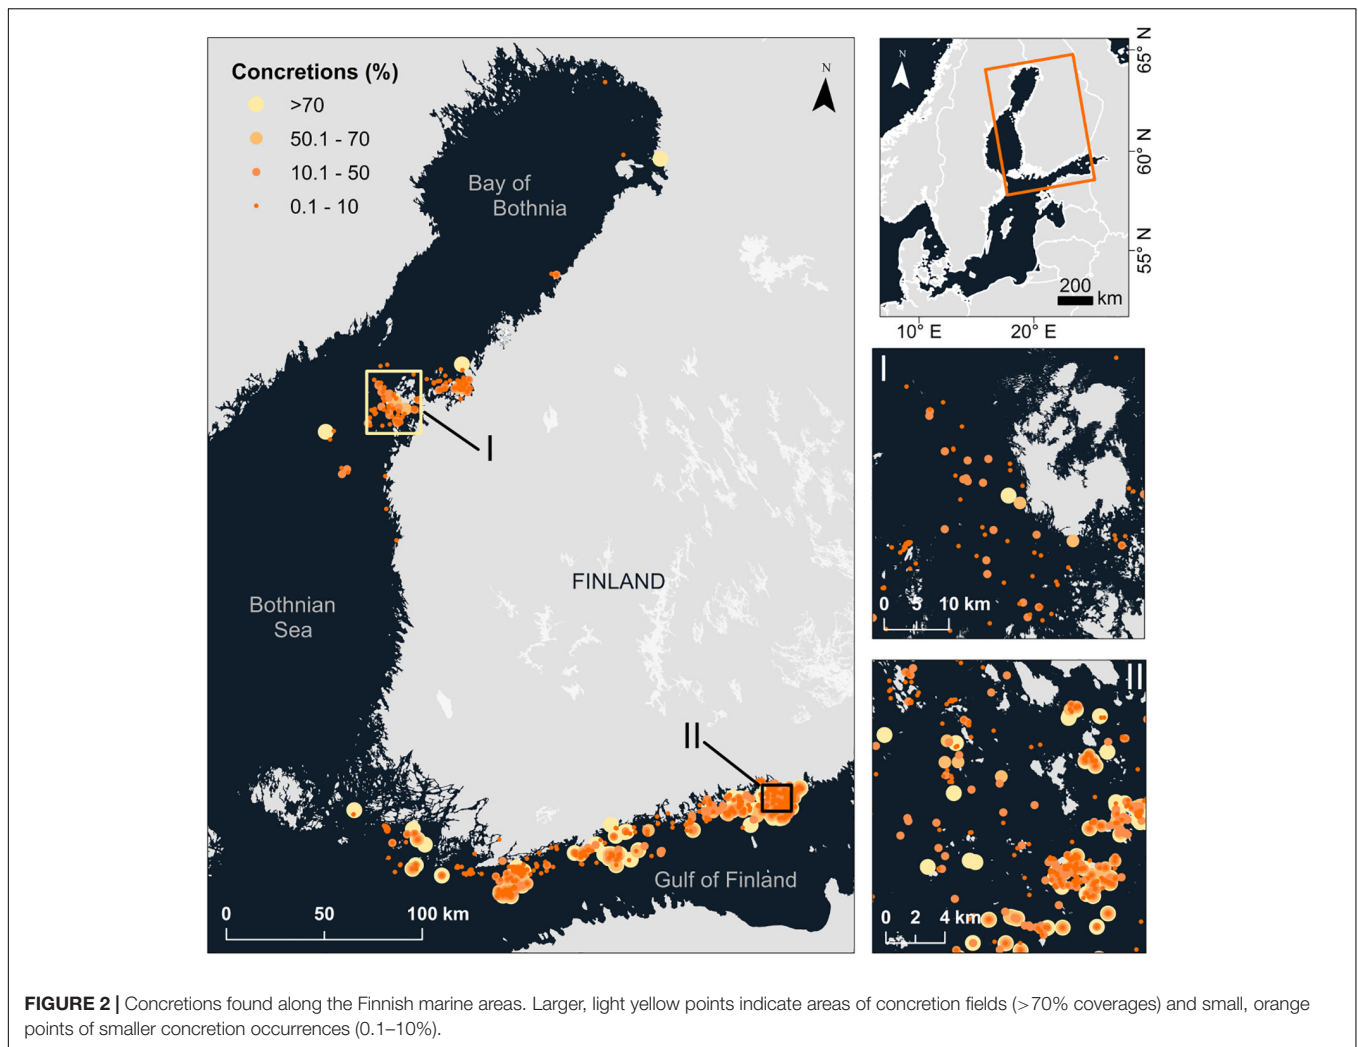 Concretions (%)
>70
50.1 - 70
10.1 - 50
0.1 - 10
N
Bay of
Bothnia
I
FINLAND
Bothnian
Sea
II
Gulf of Finland
0 50 100 km
N
65° N
60° N
55° N
200
km
10° E 20° E
I
0 5 10 km
II
0 2 4 km
FIGURE 2 | Concretions found along the Finnish marine areas. Larger, light yellow points indicate areas of concretion fields (>70% coverages) and small, orange
points of smaller concretion occurrences (0.1–10%).